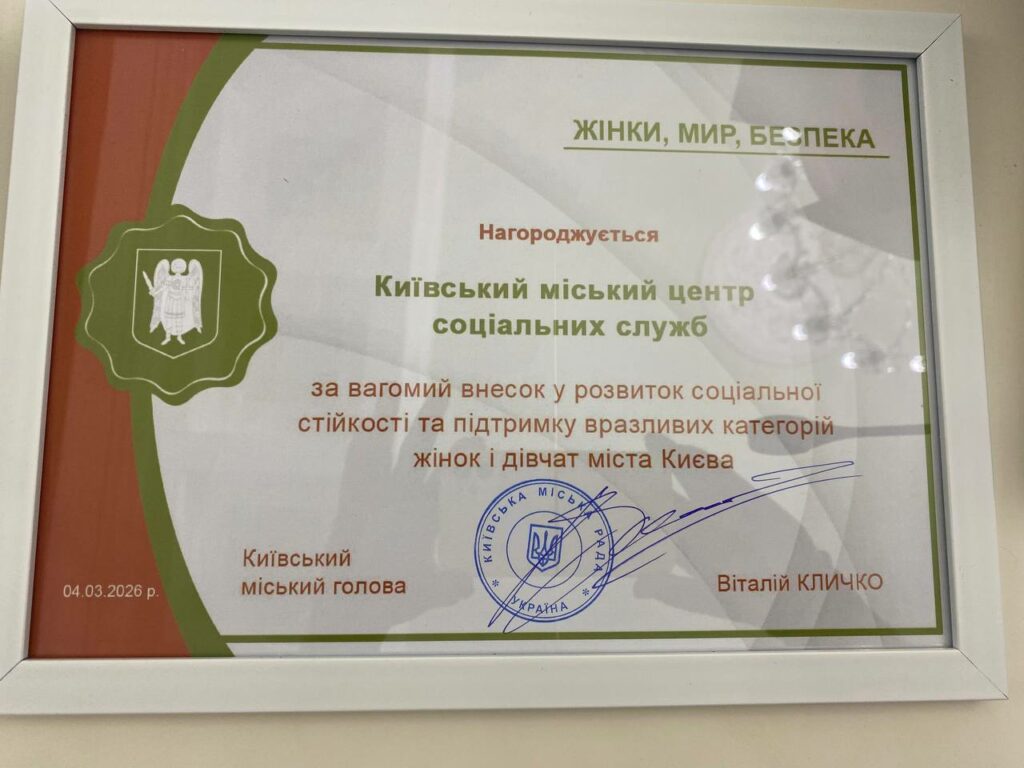 ЖІНКИ, МИР, БЕЗПЕКА
Нагороджується
Київський міський центр
соціальних служб
за вагомий внесок у розвиток соціальної
стійкості та підтримку вразливих категорій
жінок і дівчат міста Києва
КИЇВСЬКА МІСЬКА РАДА
* УКРАЇНА *
Київський
міський голова
Віталій КЛИЧКО
04.03.2026 р.